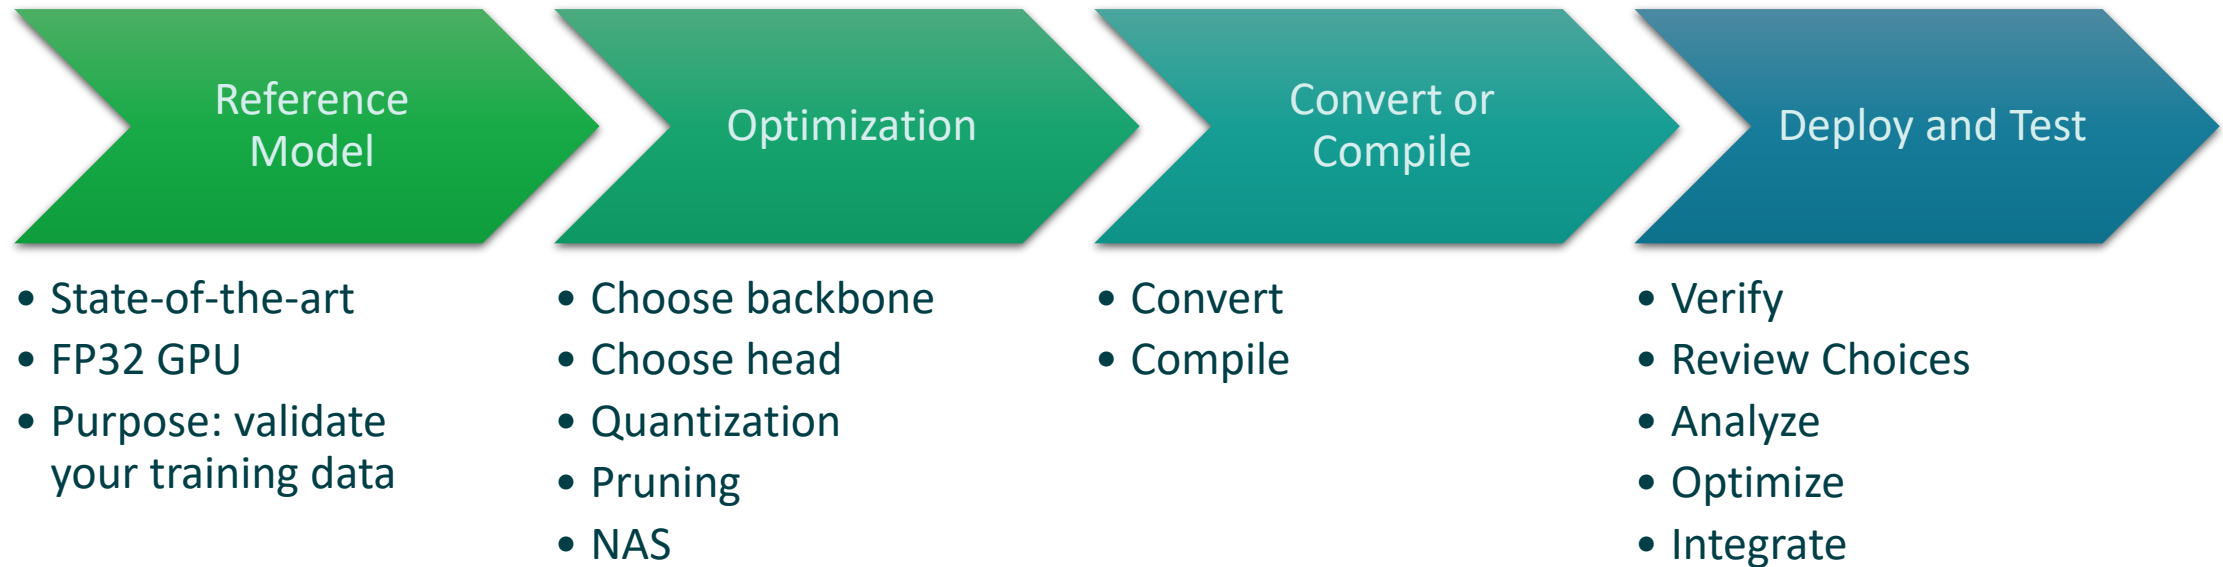 Reference
Model
Optimization
Convert or
Compile
Deploy and Test
• State-of-the-art
• FP32 GPU
• Purpose: validate
your training data
• Choose backbone
• Choose head
• Quantization
• Pruning
• NAS
• Convert
• Compile
• Verify
• Review Choices
• Analyze
• Optimize
• Integrate